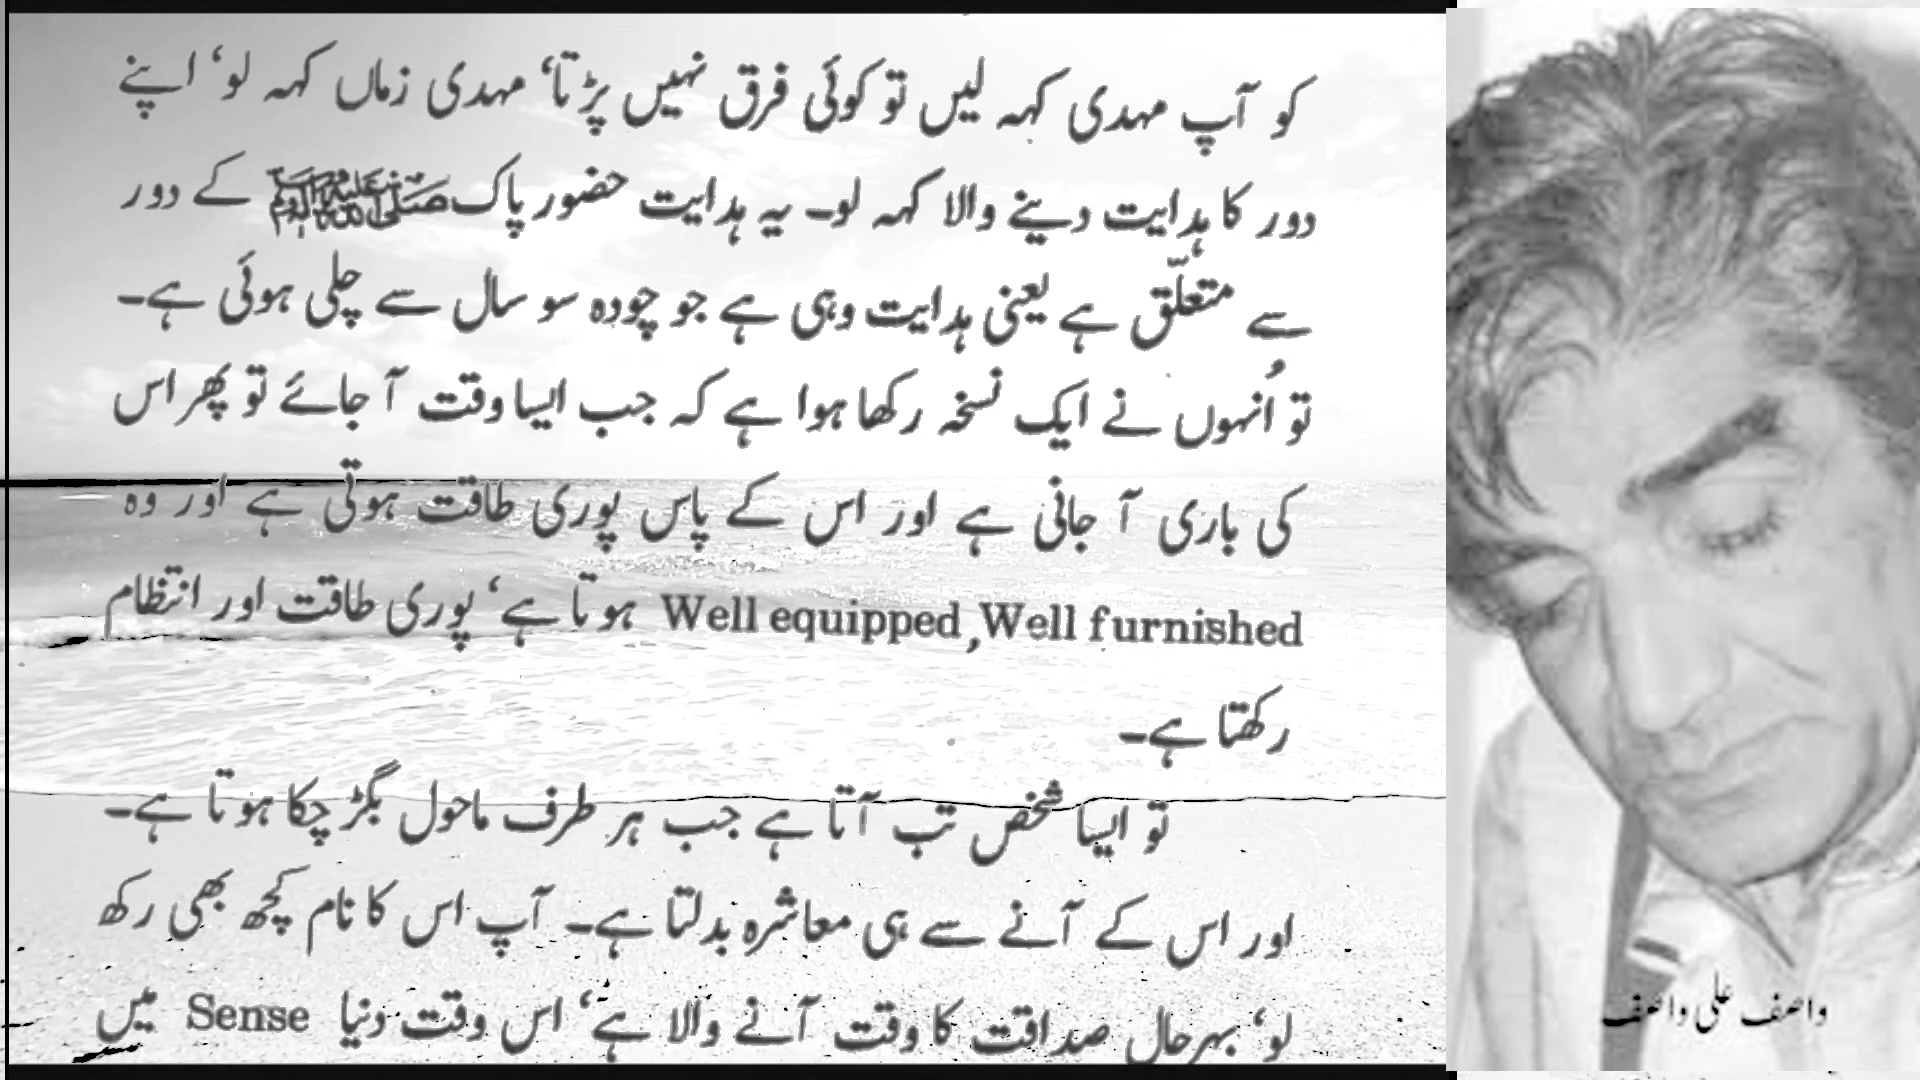 کو آپ مہدی کہہ لیں تو کوئی فرق نہیں پڑتا، مہدی زماں کہہ لو، اپنے
دور کا ہدایت دینے والا کہہ لو۔ یہ ہدایت حضور پاک ﷺ کے دور
سے متعلّق ہے یعنی ہدایت وہی ہے جو چودہ سو سال سے چلی ہوئی ہے۔
تو اُنہوں نے ایک نسخہ رکھا ہوا ہے کہ جب ایسا وقت آ جائے تو پھر اس
کی باری آ جاتی ہے اور اس کے پاس پوری طاقت ہوتی ہے اور وہ
Well equipped, Well furnished ہوتا ہے، پوری طاقت اور انتظام
رکھتا ہے۔
تو ایسا شخص تب آتا ہے جب ہر طرف ماحول بگڑ چکا ہوتا ہے۔
اور اس کے آنے سے ہی معاشرہ بدلتا ہے۔ آپ اس کا نام کچھ بھی رکھ
لو، بہرحال صداقت کا وقت آنے والا ہے، اس وقت دنیا Sense میں
واصف علی واصف